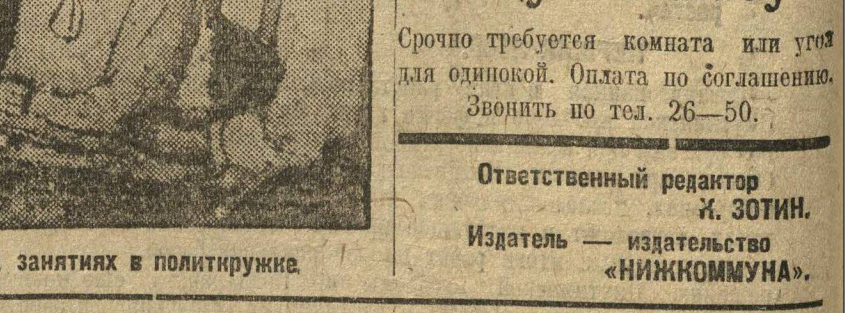 занятиях в политкружке
Срочно требуется комната или угол
для одинокой. Оплата по соглашению.
Звонить по тел. 26—50.
Ответственный редактор
ЗОТИН.
Издатель — издательство
«НИЖКОММУНА».